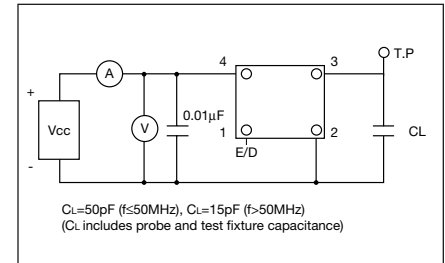 T.P
A
4
3
+
Vcc
V
0.01µF
1
2
CL
E/D
-
CL=50pF (f≤50MHz), CL=15pF (f>50MHz)
(CL includes probe and test fixture capacitance)